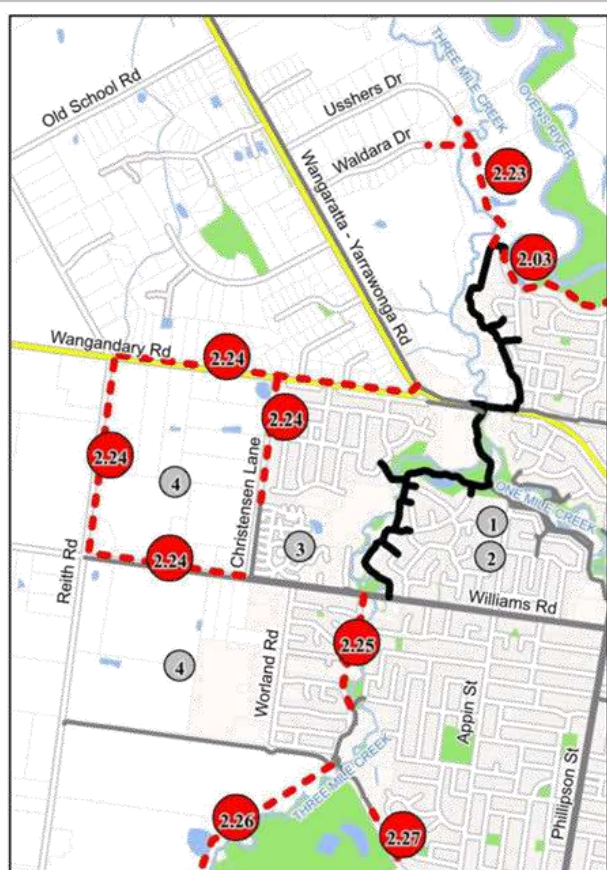 THREE MILE CREEK
OVENS RIVER
Old School Rd
Usshers Dr
Waldara Dr
2.23
Wangaratta - Yarrawonga Rd
2.03
Wangandary Rd
2.24
2.24
2.24
Christensen Lane
4
3
1
2
ONE MILE CREEK
2.24
Reith Rd
Williams Rd
2.25
4
Worland Rd
Appin St
Phillipson St
THREE MILE CREEK
2.26
2.27